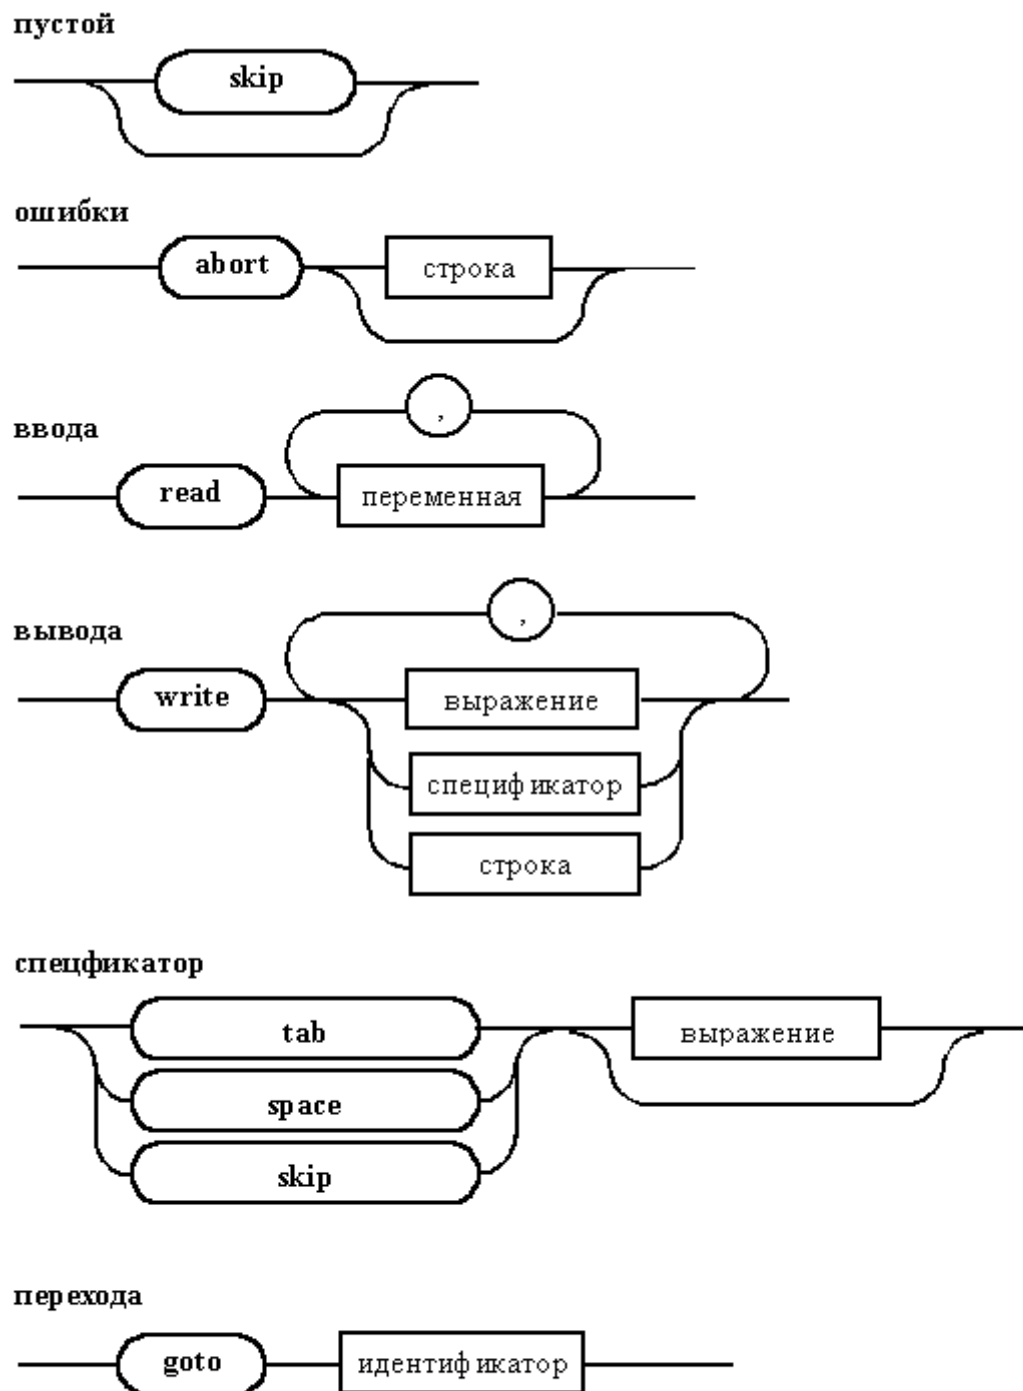 пустой
skip
ошибки
abort
строка
,
ввода
read
переменная
,
вывода
write
выражение
спецификатор
строка
спецфикатор
tab
выражение
space
skip
перехода
goto
идентификатор